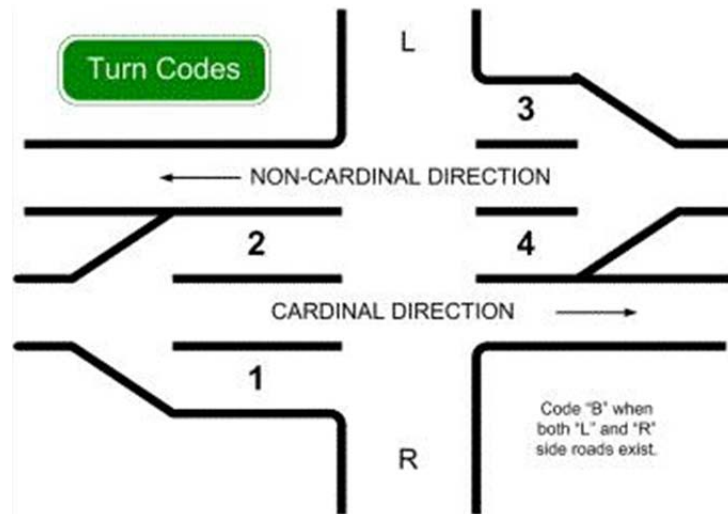 Turn Codes
L
3
NON-CARDINAL DIRECTION
2
4
CARDINAL DIRECTION
1
R
Code "B" when
both "L" and "R"
side roads exist.